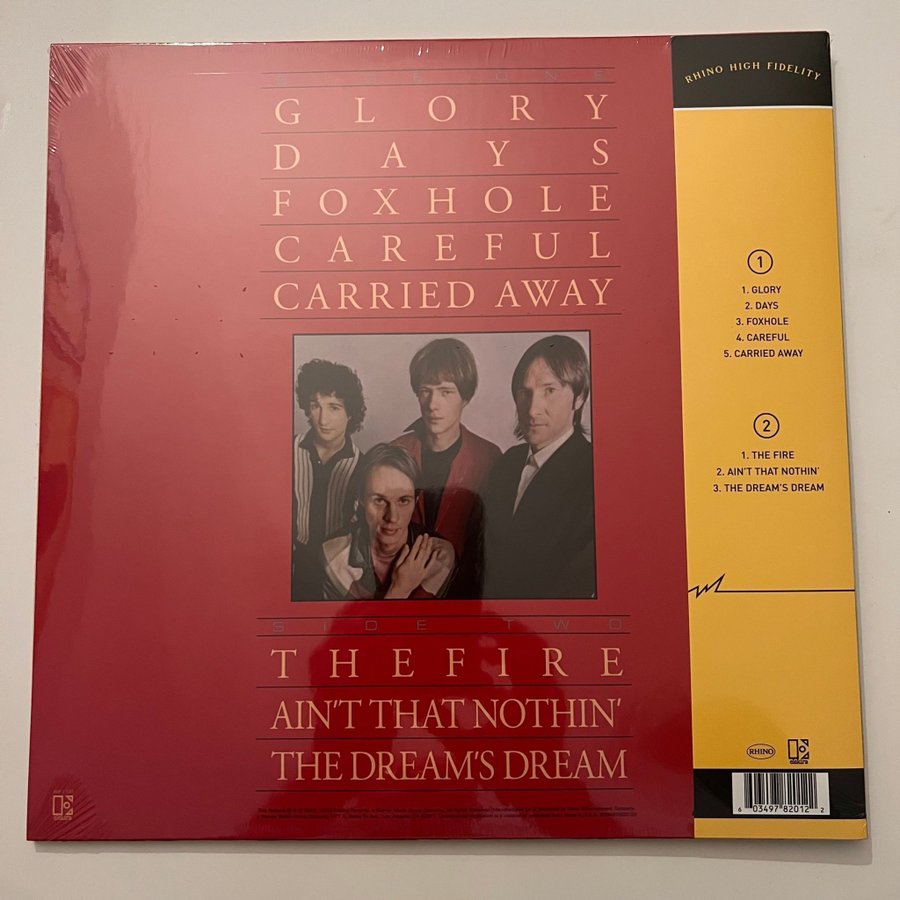 SIDE ONE
GLORY
DAYS
FOXHOLE
CAREFUL
CARRIED AWAY
SIDE TWO
THE FIRE
AIN'T THAT NOTHIN'
THE DREAM'S DREAM
elektra
RHINO HIGH FIDELITY
1
1. GLORY
2. DAYS
3. FOXHOLE
4. CAREFUL
5. CARRIED AWAY
2
1. THE FIRE
2. AIN'T THAT NOTHIN'
3. THE DREAM'S DREAM
RHINO
elektra
6 03497 82012 2